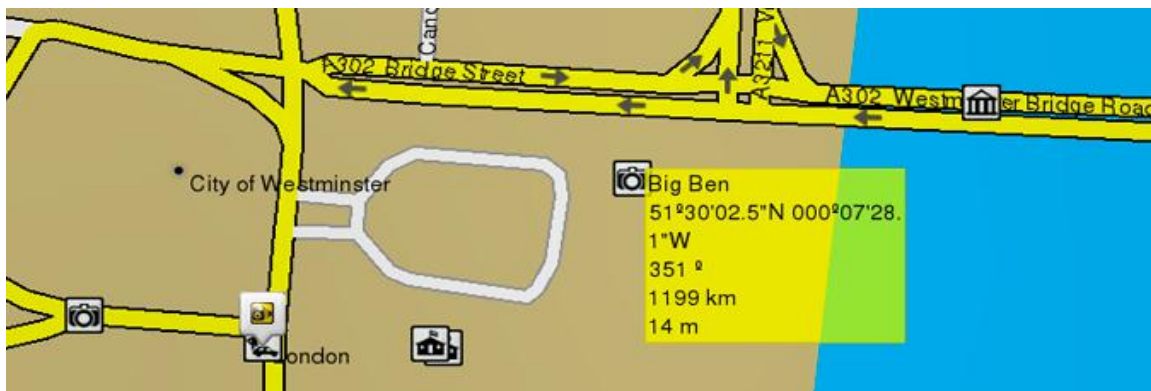 Canc
A302 Bridge Street
A3211 V
A302 Westm er Bridge Road
City of Westminster
Big Ben
51º30'02.5"N 000º07'28.
1"W
351 º
1199 km
14 m
London